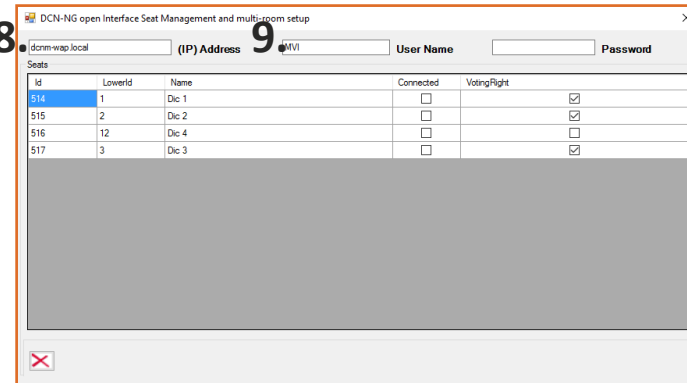 DCN-NG open Interface Seat Management and multi-room setup
8. dcnm-wap.local (IP) Address 9. MVI User Name Password
Seats
Id LowerId Name Connected VotingRight
514 1 Dic 1
515 2 Dic 2
516 12 Dic 4
517 3 Dic 3